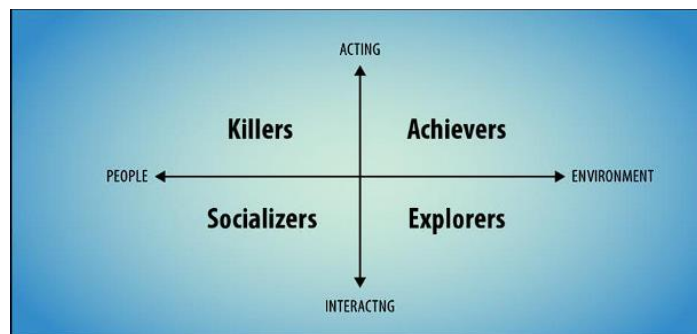 ACTING
Killers Achievers
PEOPLE ENVIRONMENT
Socializers Explorers
INTERACTNG